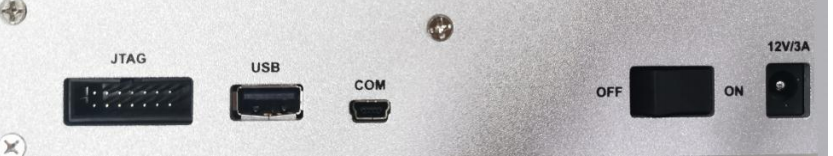 JTAG
USB
COM
OFF
ON
12V/3A